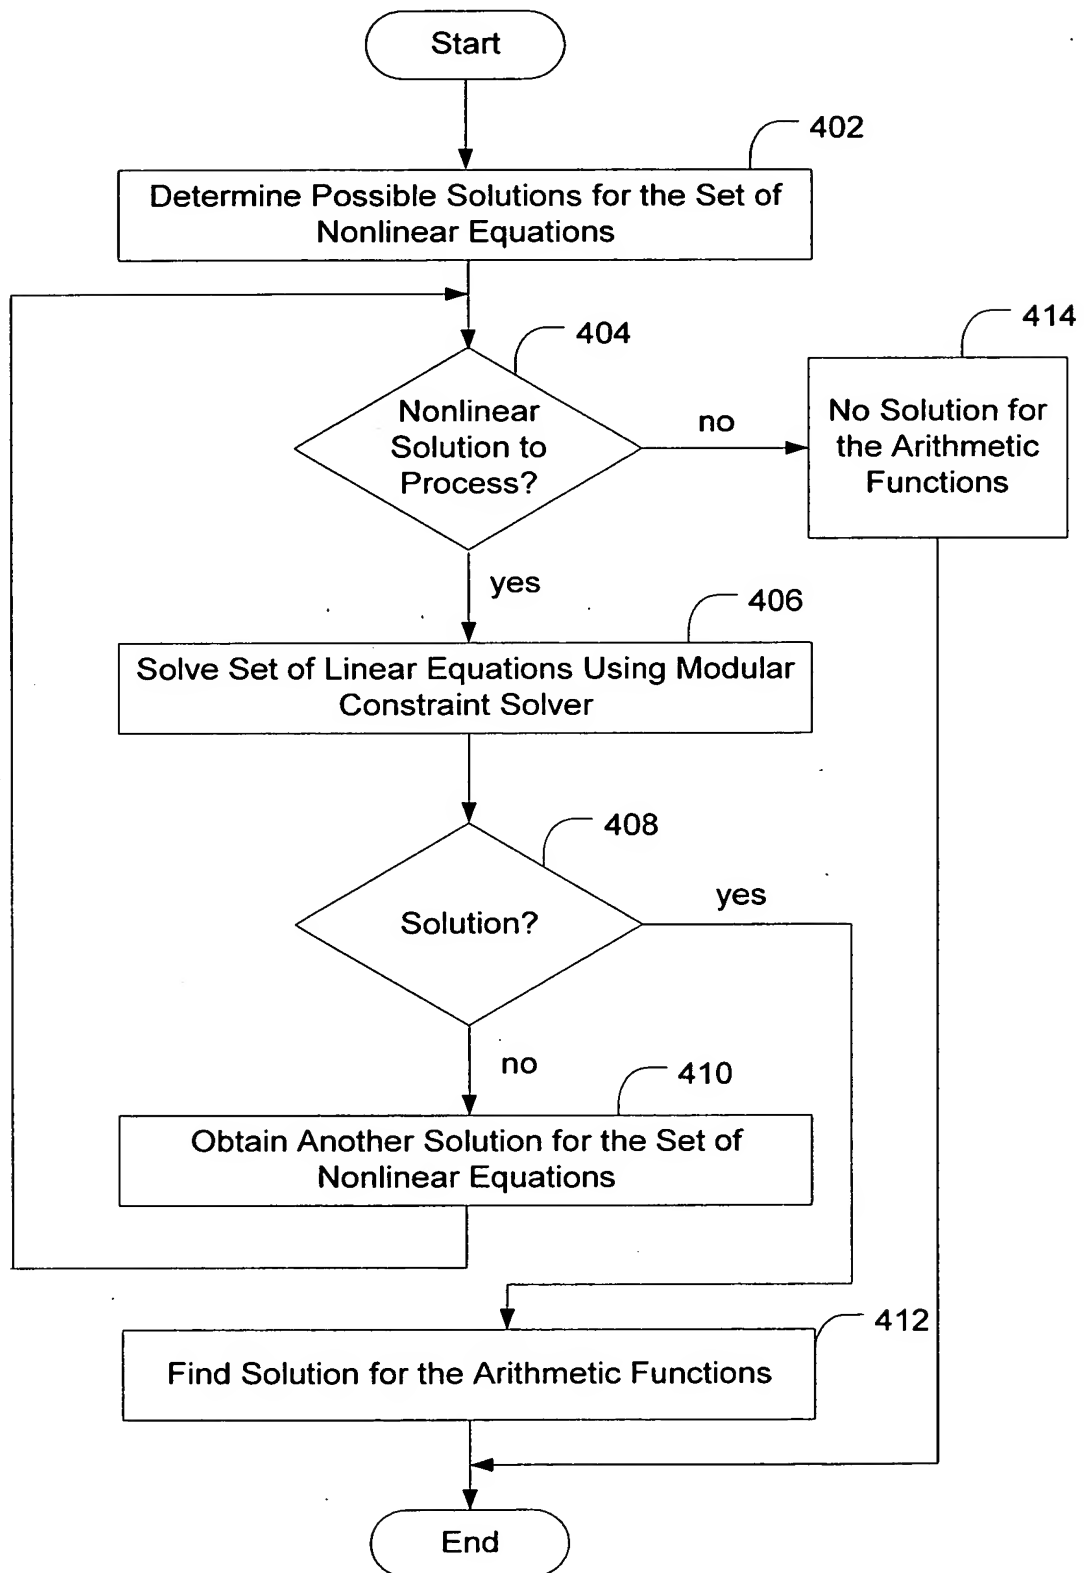 Start
402
Determine Possible Solutions for the Set of
Nonlinear Equations
404
414
Nonlinear
Solution to
Process?
no
No Solution for
the Arithmetic
Functions
yes
406
Solve Set of Linear Equations Using Modular
Constraint Solver
408
Solution?
yes
no
410
Obtain Another Solution for the Set of
Nonlinear Equations
412
Find Solution for the Arithmetic Functions
End